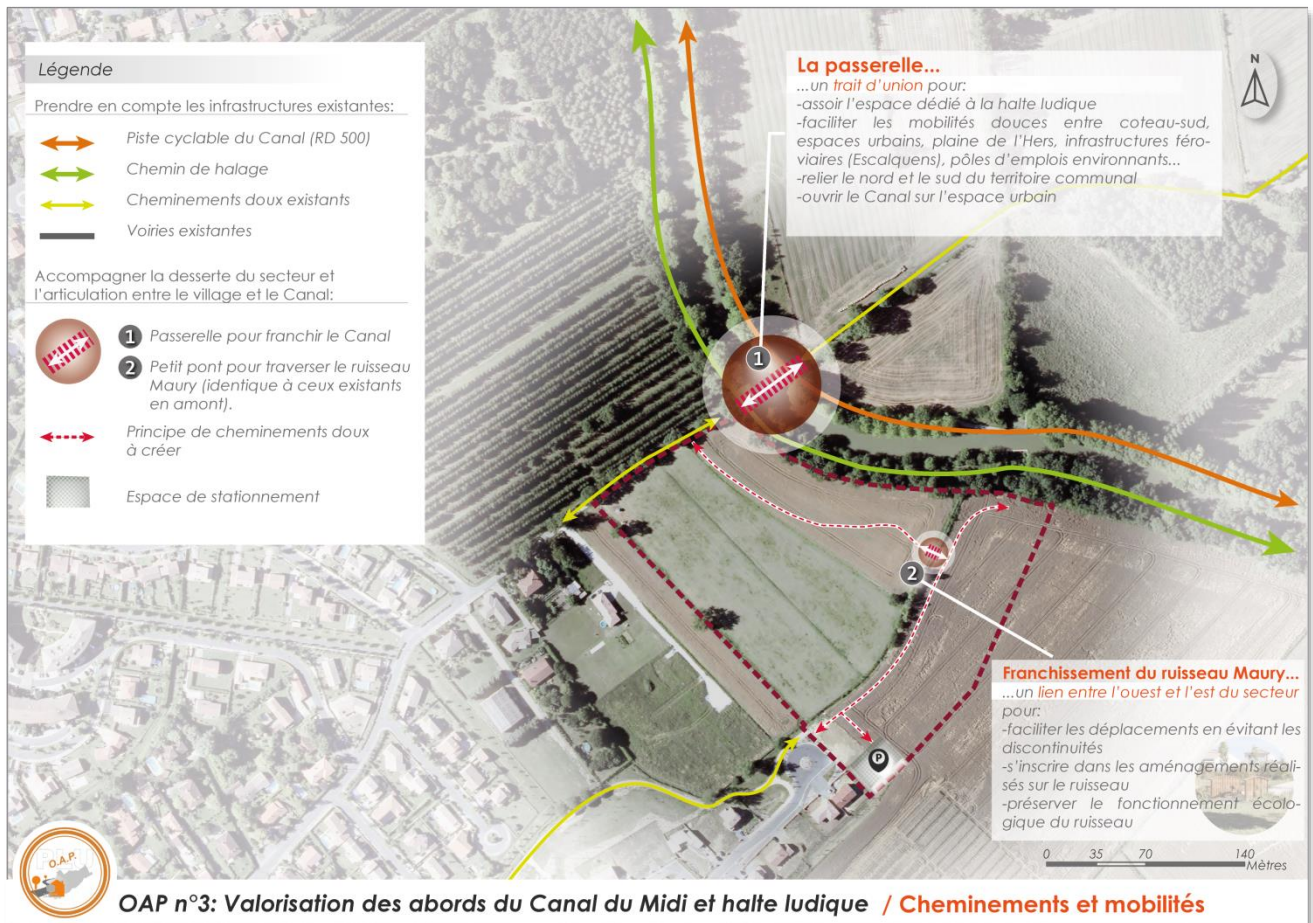 Légende
Prendre en compte les infrastructures existantes:
Piste cyclable du Canal (RD 500)
Chemin de halage
Cheminements doux existants
Voiries existantes
Accompagner la desserte du secteur et
l'articulation entre le village et le Canal:
1 Passerelle pour franchir le Canal
2 Petit pont pour traverser le ruisseau
Maury (identique à ceux existants
en amont).
Principe de cheminements doux
à créer
Espace de stationnement
La passerelle...
...un trait d'union pour:
-assoir l'espace dédié à la halte ludique
-faciliter les mobilités douces entre coteau-sud,
espaces urbains, plaine de l'Hers, infrastructures féro-
viaires (Escalquens), pôles d'emplois environnants...
-relier le nord et le sud du territoire communal
-ouvrir le Canal sur l'espace urbain
N
1
2
P
Franchissement du ruisseau Maury...
...un lien entre l'ouest et l'est du secteur
pour:
-faciliter les déplacements en évitant les
discontinuités
-s'inscrire dans les aménagements réali-
sés sur le ruisseau
-préserver le fonctionnement écolo-
gique du ruisseau
0 35 70 140
Mètres
O.A.P.
OAP n°3: Valorisation des abords du Canal du Midi et halte ludique / Cheminements et mobilités